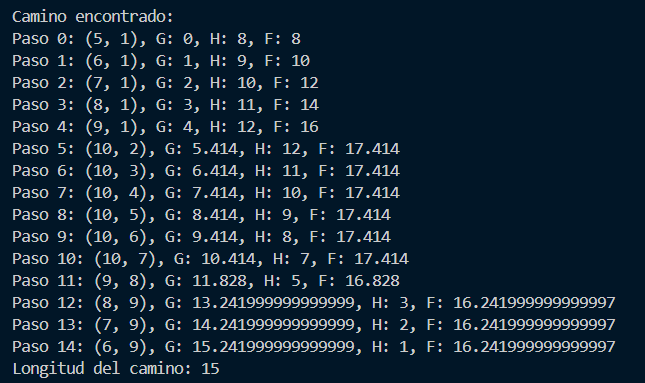 Camino encontrado:
Paso 0: (5, 1), G: 0, H: 8, F: 8
Paso 1: (6, 1), G: 1, H: 9, F: 10
Paso 2: (7, 1), G: 2, H: 10, F: 12
Paso 3: (8, 1), G: 3, H: 11, F: 14
Paso 4: (9, 1), G: 4, H: 12, F: 16
Paso 5: (10, 2), G: 5.414, H: 12, F: 17.414
Paso 6: (10, 3), G: 6.414, H: 11, F: 17.414
Paso 7: (10, 4), G: 7.414, H: 10, F: 17.414
Paso 8: (10, 5), G: 8.414, H: 9, F: 17.414
Paso 9: (10, 6), G: 9.414, H: 8, F: 17.414
Paso 10: (10, 7), G: 10.414, H: 7, F: 17.414
Paso 11: (9, 8), G: 11.828, H: 5, F: 16.828
Paso 12: (8, 9), G: 13.241999999999999, H: 3, F: 16.241999999999997
Paso 13: (7, 9), G: 14.241999999999999, H: 2, F: 16.241999999999997
Paso 14: (6, 9), G: 15.241999999999999, H: 1, F: 16.241999999999997
Longitud del camino: 15